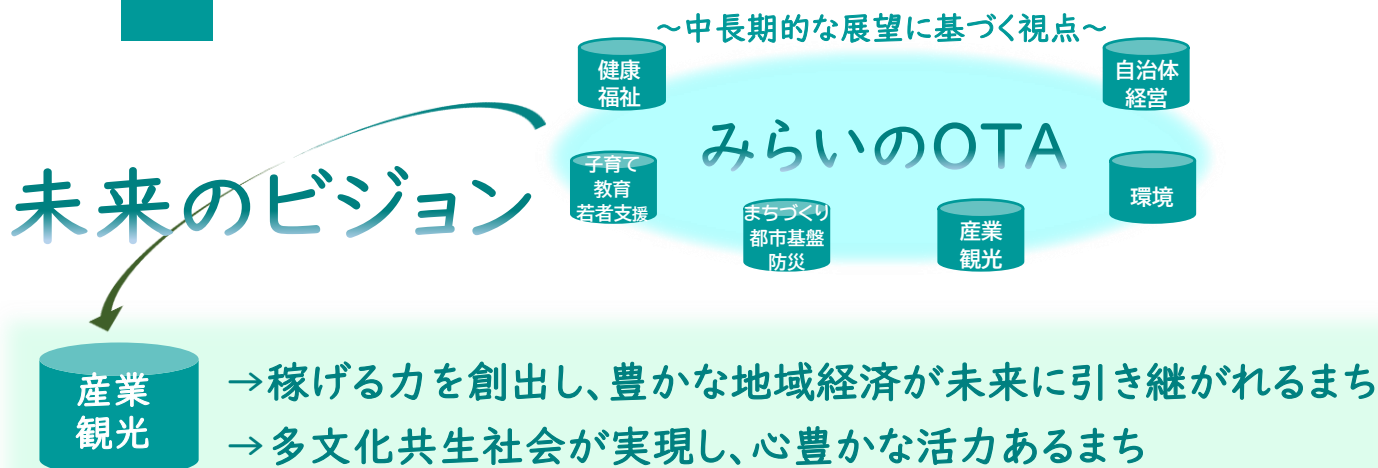 ～中長期的な展望に基づく視点～
健康
福祉
自治体
経営
みらいのOTA
未来のビジョン
子育て
教育
若者支援
環境
まちづくり
都市基盤
防災
産業
観光
産業
観光
→稼げる力を創出し、豊かな地域経済が未来に引き継がれるまち
→多文化共生社会が実現し、心豊かな活力あるまち